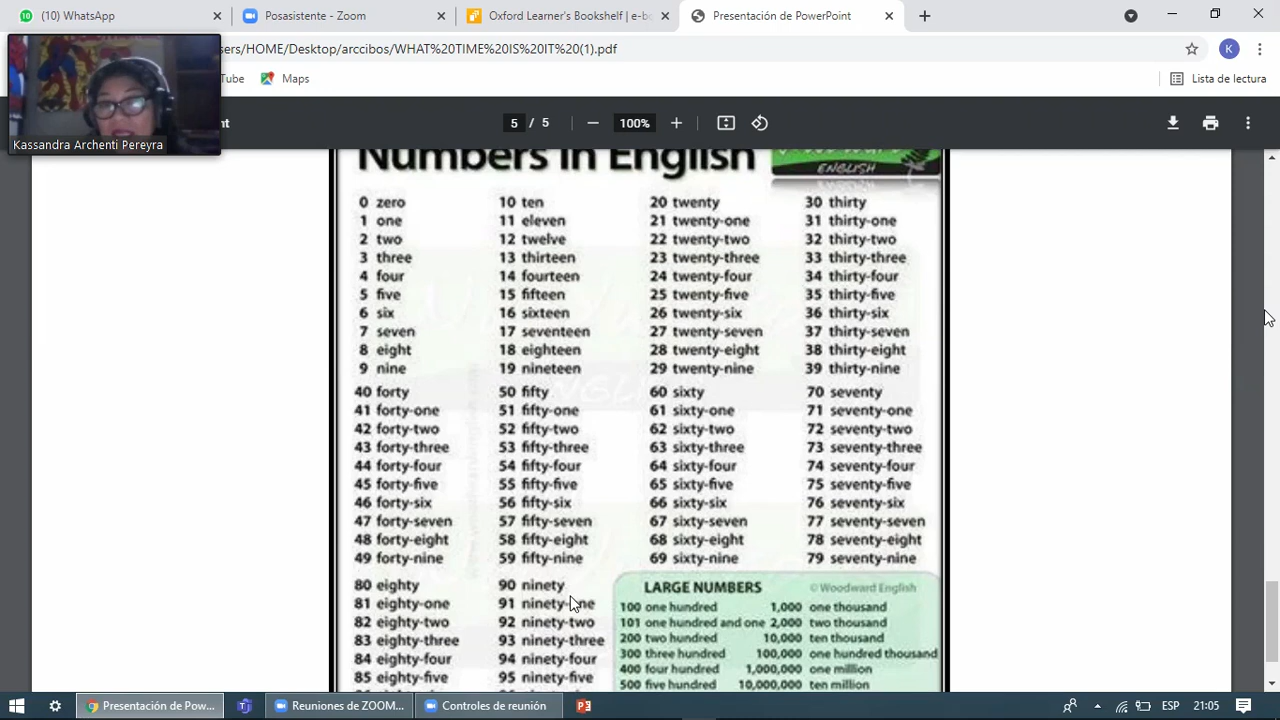 (10) WhatsApp
Posasistente - Zoom
Oxford Learner's Bookshelf | e-bo
Presentación de PowerPoint
sers/HOME/Desktop/arccibos/WHAT%20TIME%20IS%20IT%20(1).pdf
K
Tube
Maps
Lista de lectura
Kassandra Archenti Pereyra
nt
5 / 5
100%
Numbers in English
ENGLISH
0 zero 10 ten 20 twenty 30 thirty
1 one 11 eleven 21 twenty-one 31 thirty-one
2 two 12 twelve 22 twenty-two 32 thirty-two
3 three 13 thirteen 23 twenty-three 33 thirty-three
4 four 14 fourteen 24 twenty-four 34 thirty-four
5 five 15 fifteen 25 twenty-five 35 thirty-five
6 six 16 sixteen 26 twenty-six 36 thirty-six
7 seven 17 seventeen 27 twenty-seven 37 thirty-seven
8 eight 18 eighteen 28 twenty-eight 38 thirty-eight
9 nine 19 nineteen 29 twenty-nine 39 thirty-nine
40 forty 50 fifty 60 sixty 70 seventy
41 forty-one 51 fifty-one 61 sixty-one 71 seventy-one
42 forty-two 52 fifty-two 62 sixty-two 72 seventy-two
43 forty-three 53 fifty-three 63 sixty-three 73 seventy-three
44 forty-four 54 fifty-four 64 sixty-four 74 seventy-four
45 forty-five 55 fifty-five 65 sixty-five 75 seventy-five
46 forty-six 56 fifty-six 66 sixty-six 76 seventy-six
47 forty-seven 57 fifty-seven 67 sixty-seven 77 seventy-seven
48 forty-eight 58 fifty-eight 68 sixty-eight 78 seventy-eight
49 forty-nine 59 fifty-nine 69 sixty-nine 79 seventy-nine
80 eighty 90 ninety
81 eighty-one 91 ninety-one
82 eighty-two 92 ninety-two
83 eighty-three 93 ninety-three
84 eighty-four 94 ninety-four
85 eighty-five 95 ninety-five
LARGE NUMBERS © Woodward English
100 one hundred 1,000 one thousand
101 one hundred and one 2,000 two thousand
200 two hundred 10,000 ten thousand
300 three hundred 100,000 one hundred thousand
400 four hundred 1,000,000 one million
500 five hundred 10,000,000 ten million
Presentación de Pow...
Reuniones de ZOOM...
Controles de reunión
ESP
21:05